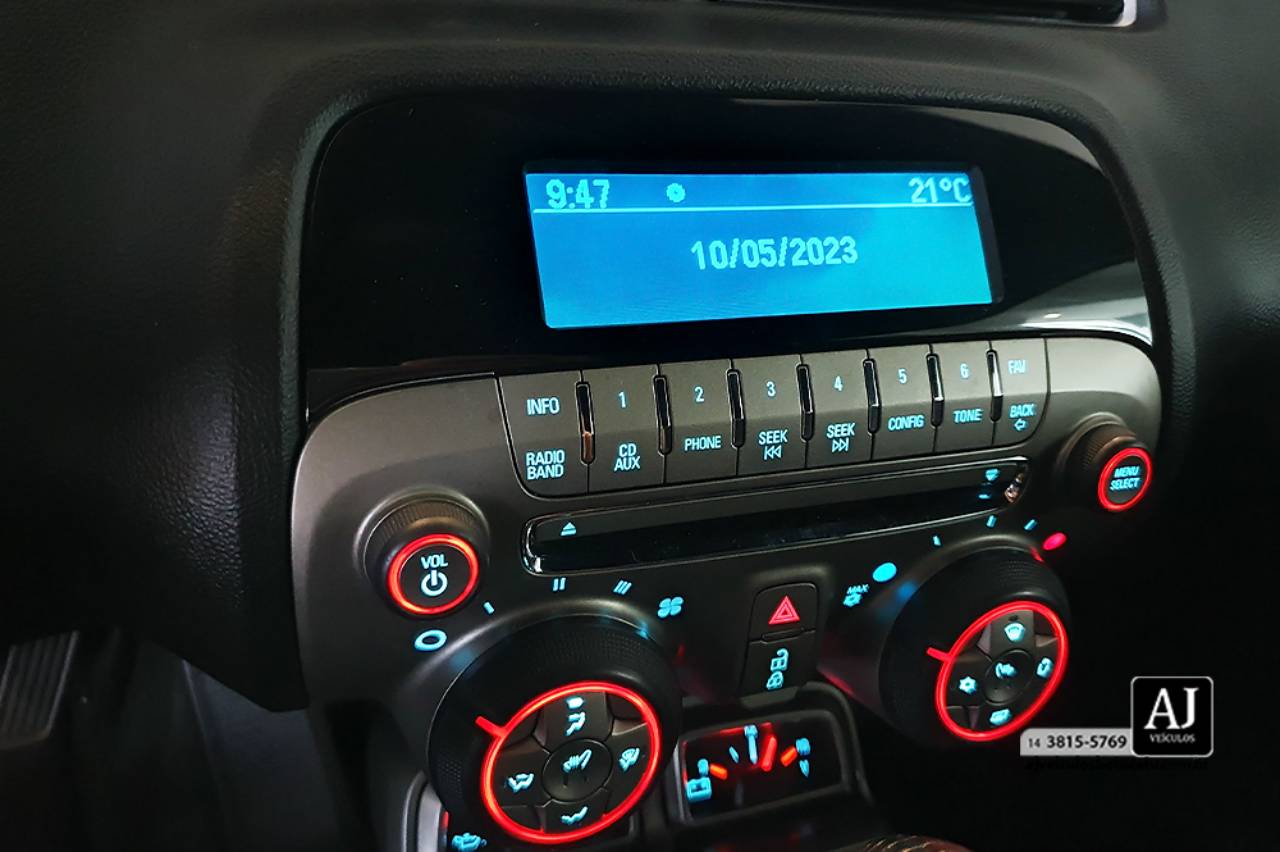 9:47 21°C
10/05/2023
INFO 1 2 3 4 5 6 FAV
RADIO BAND CD AUX PHONE SEEK SEEK CONFIG TONE BACK
MENU SELECT
VOL
MAX
AJ
VEÍCULOS
14 3815-5769